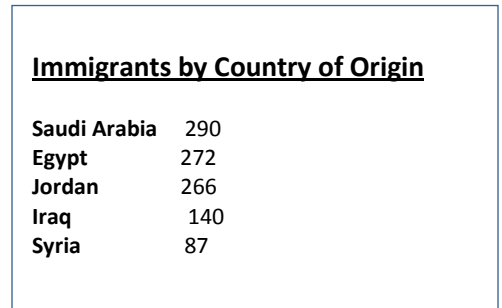 Immigrants by Country of Origin
Saudi Arabia 290
Egypt 272
Jordan 266
Iraq 140
Syria 87